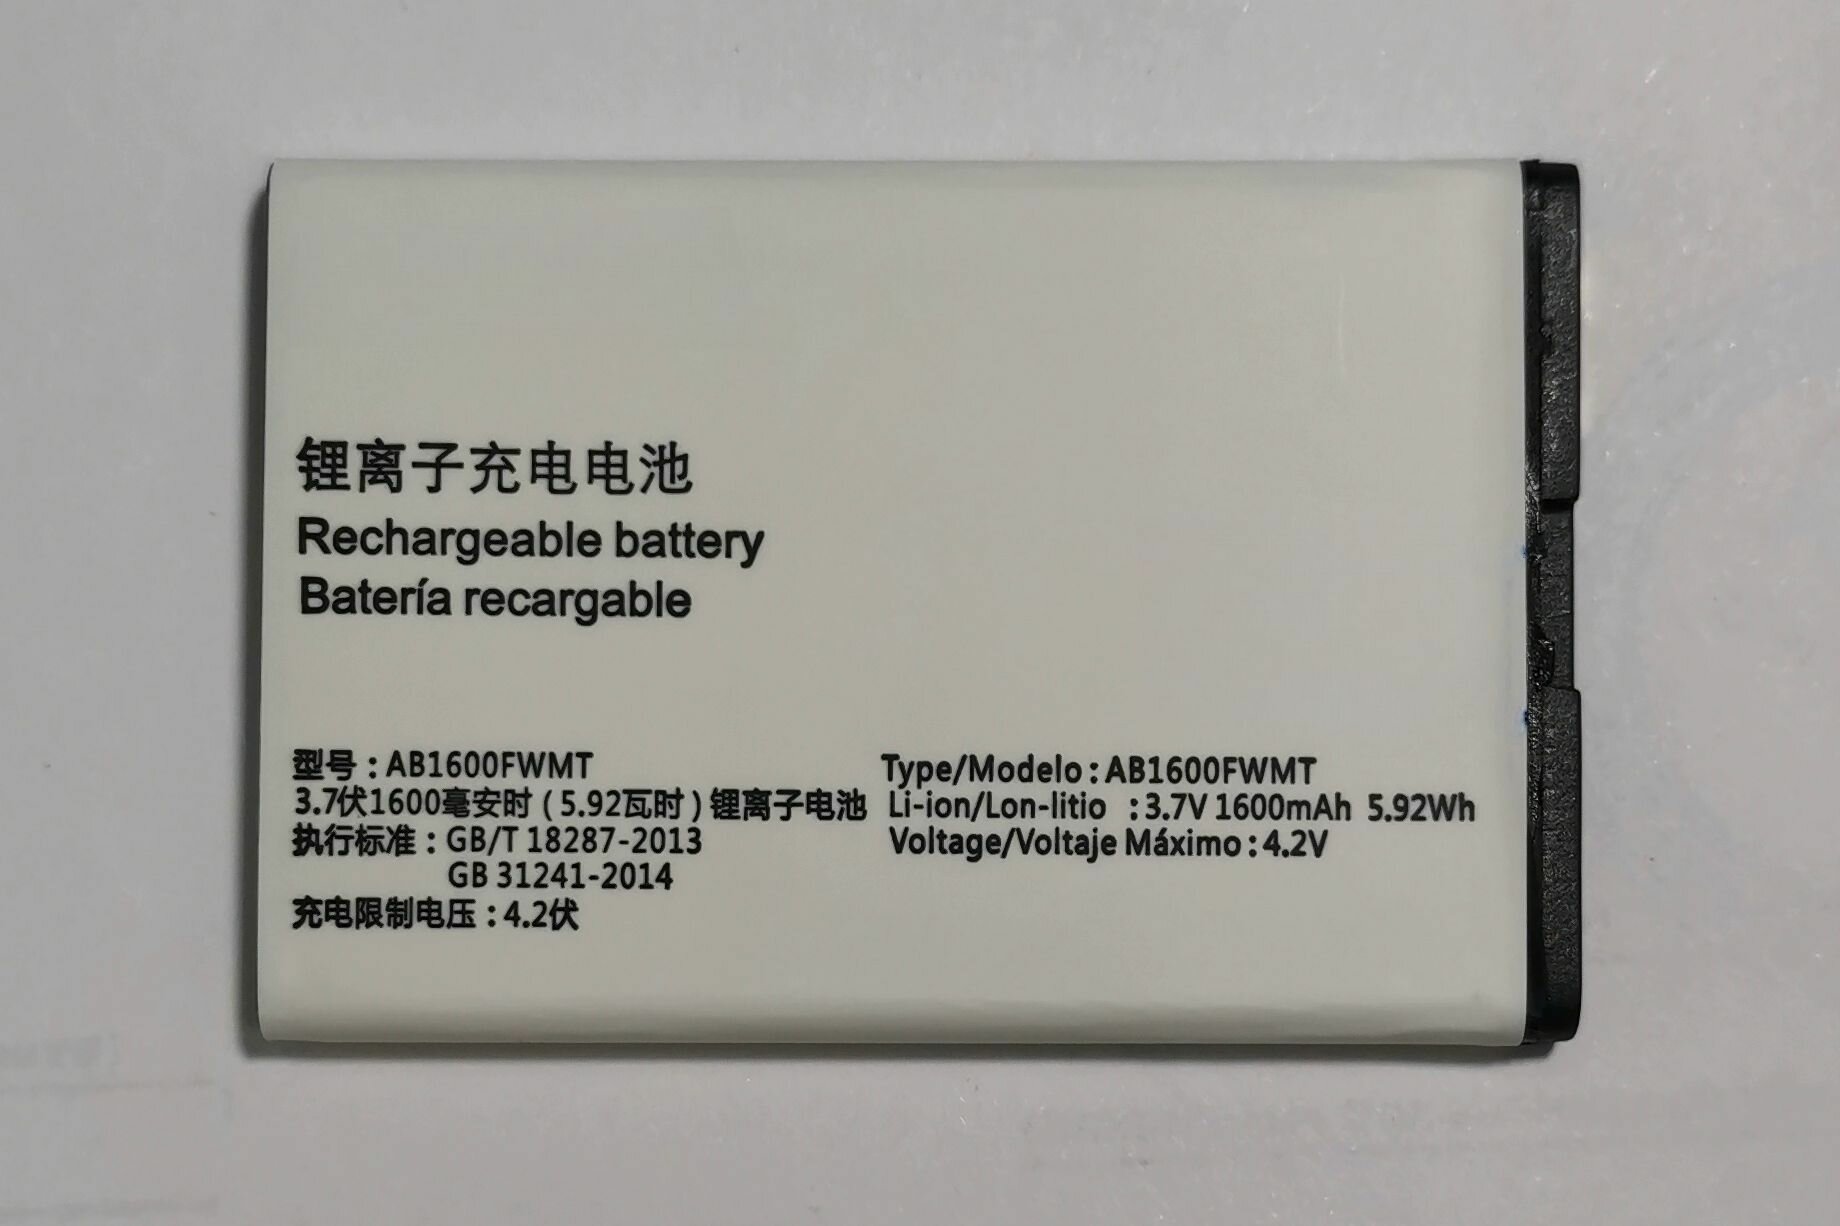 锂离子充电电池
Rechargeable battery
Batería recargable
型号:AB1600FWMT
3.7伏1600毫安时(5.92瓦时)锂离子电池
执行标准:GB/T 18287-2013
GB 31241-2014
充电限制电压:4.2伏
Type/Modelo:AB1600FWMT
Li-ion/Lon-litio :3.7V 1600mAh 5.92Wh
Voltage/Voltaje Máximo:4.2V